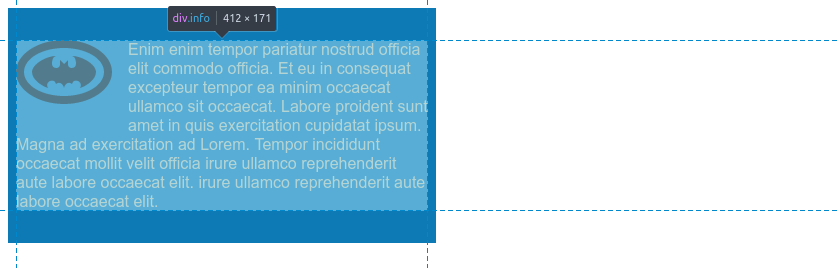 div.info 412 × 171
Enim enim tempor pariatur nostrud officia
elit commodo officia. Et eu in consequat
excepteur tempor ea minim occaecat
ullamco sit occaecat. Labore proident sunt
amet in quis exercitation cupidatat ipsum.
Magna ad exercitation ad Lorem. Tempor incididunt
occaecat mollit velit officia irure ullamco reprehenderit
aute labore occaecat elit. irure ullamco reprehenderit aute
labore occaecat elit.